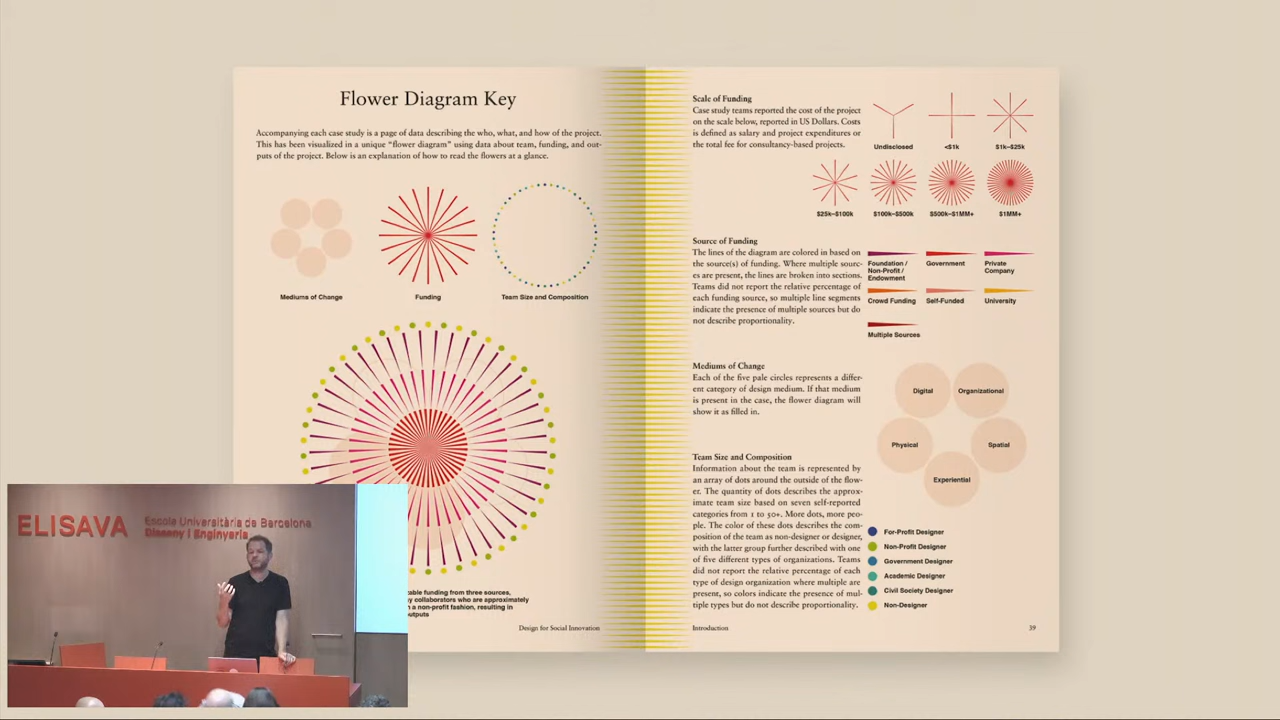 Flower Diagram Key
Accompanying each case study is a page of data describing the who, what, and how of the project.
This has been visualized in a unique “flower diagram” using data about team, funding, and out-
puts of the project. Below is an explanation of how to read the flowers at a glance.
Mediums of Change
Funding
Team Size and Composition
able funding from three sources,
y collaborators who are approximately
n a non-profit fashion, resulting in
outputs
Design for Social Innovation
Scale of Funding
Case study teams reported the cost of the project
on the scale below, reported in US Dollars. Costs
is defined as salary and project expenditures or
the total fee for consultancy-based projects.
Undisclosed
<$1k
$1k–$25k
$25k–$100k
$100k–$500k
$500k–$1MM+
$1MM+
Source of Funding
The lines of the diagram are colored in based on
the source(s) of funding. Where multiple sourc-
es are present, the lines are broken into sections.
Teams did not report the relative percentage of
each funding source, so multiple line segments
indicate the presence of multiple sources but do
not describe proportionality.
Foundation /
Non-Profit /
Endowment
Government
Private
Company
Crowd Funding
Self-Funded
University
Multiple Sources
Mediums of Change
Each of the five pale circles represents a differ-
ent category of design medium. If that medium
is present in the case, the flower diagram will
show it as filled in.
Digital
Organizational
Physical
Spatial
Experiential
Team Size and Composition
Information about the team is represented by
an array of dots around the outside of the flow-
er. The quantity of dots describes the approx-
imate team size based on seven self-reported
categories from 1 to 50+. More dots, more peo-
ple. The color of these dots describes the com-
position of the team as non-designer or designer,
with the latter group further described with one
of five different types of organizations. Teams
did not report the relative percentage of each
type of design organization where multiple are
present, so colors indicate the presence of mul-
tiple types but do not describe proportionality.
For-Profit Designer
Non-Profit Designer
Government Designer
Academic Designer
Civil Society Designer
Non-Designer
Introduction
39
ELISAVA
Escola Universitària de Barcelona
Disseny i Enginyeria